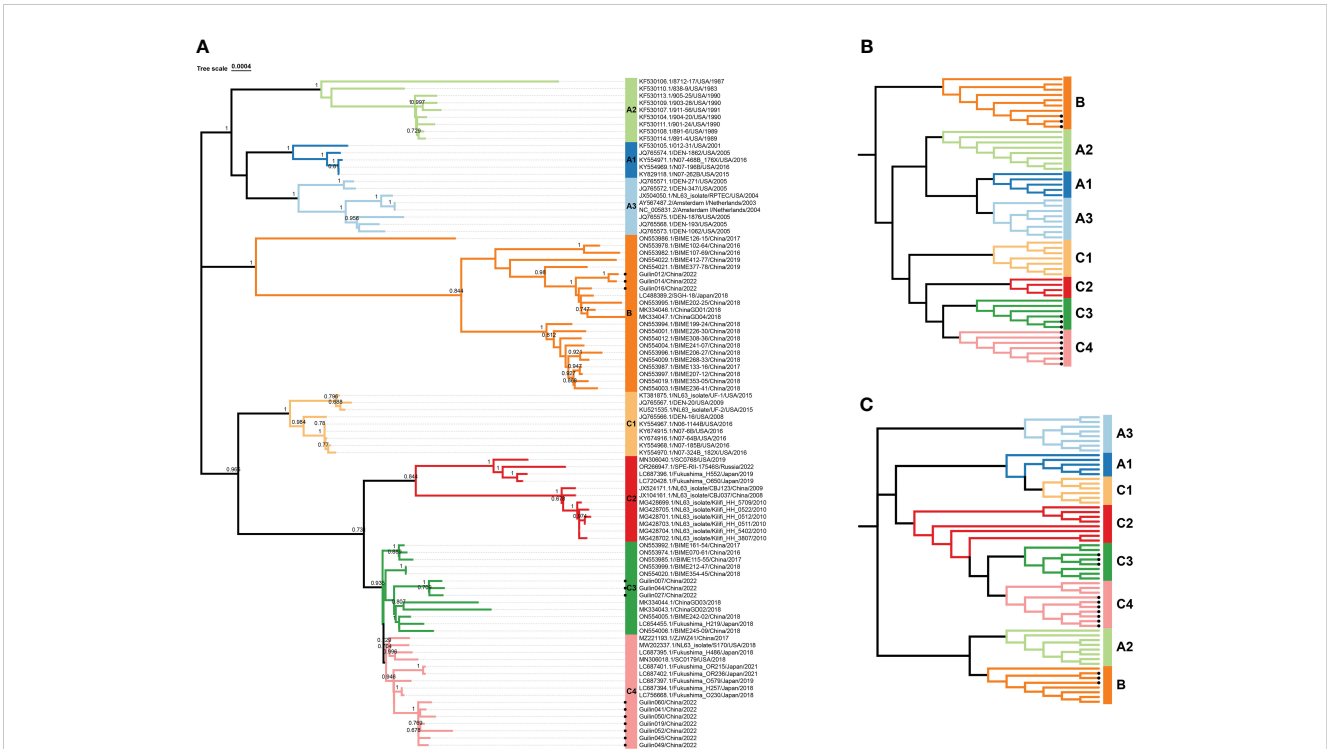 A
Tree scale 0.0004
KF530106.1/8712-17/USA/1987
KF530110.1/838-9/USA/1983
KF530113.1/905-25/USA/1990
KF530109.1/903-28/USA/1990
KF530107.1/911-56/USA/1991
KF530104.1/904-20/USA/1990
KF530111.1/901-24/USA/1990
KF530108.1/891-6/USA/1989
KF530114.1/891-4/USA/1989
A2
KF530105.1/012-31/USA/2001
JQ765574.1/DEN-1862/USA/2005
KY554971.1/N07-468B_176X/USA/2016
KY554969.1/N07-196B/USA/2016
KY829118.1/N07-262B/USA/2015
A1
JQ765571.1/DEN-271/USA/2005
JQ765572.1/DEN-347/USA/2005
JX504050.1/NL63_isolate/RPTEC/USA/2004
AY567487.2/Amsterdam I/Netherlands/2003
NC_005831.2/Amsterdam I/Netherlands/2004
JQ765575.1/DEN-1876/USA/2005
JQ765568.1/DEN-193/USA/2005
JQ765573.1/DEN-1062/USA/2005
A3
ON553986.1/BIME126-15/China/2017
ON553978.1/BIME102-64/China/2016
ON553982.1/BIME107-69/China/2016
ON554022.1/BIME412-77/China/2019
ON554021.1/BIME377-76/China/2019
Guilin012/China/2022
Guilin014/China/2022
Guilin016/China/2022
LC488389.2/SGH-18/Japan/2018
ON553995.1/BIME202-25/China/2018
MK334046.1/ChinaGD01/2018
MK334047.1/ChinaGD04/2018
ON553994.1/BIME199-24/China/2018
ON554001.1/BIME226-30/China/2018
ON554012.1/BIME308-36/China/2018
ON554004.1/BIME241-07/China/2018
ON553996.1/BIME206-27/China/2018
ON554009.1/BIME268-33/China/2018
ON553987.1/BIME133-16/China/2017
ON553997.1/BIME207-12/China/2018
ON554019.1/BIME353-05/China/2018
ON554003.1/BIME236-41/China/2018
B
KT381875.1/NL63_isolate/UF-1/USA/2015
JQ765567.1/DEN-20/USA/2009
KU521535.1/NL63_isolate/UF-2/USA/2015
JQ765566.1/DEN-16/USA/2008
KY554967.1/N06-1144B/USA/2016
KY674915.1/N07-6B/USA/2016
KY674916.1/N07-64B/USA/2016
KY554968.1/N07-185B/USA/2016
KY554970.1/N07-324B_182X/USA/2016
C1
MN306040.1/SC0768/USA/2019
OR266947.1/SPE-RII-17546S/Russia/2022
LC687396.1/Fukushima_H552/Japan/2019
LC720428.1/Fukushima_O650/Japan/2019
JX524171.1/NL63_isolate/CBJ123/China/2009
JX104161.1/NL63_isolate/CBJ037/China/2008
MG428699.1/NL63_isolate/Kilifi_HH_5709/2010
MG428705.1/NL63_isolate/Kilifi_HH_0522/2010
MG428701.1/NL63_isolate/Kilifi_HH_0512/2010
MG428703.1/NL63_isolate/Kilifi_HH_0511/2010
MG428704.1/NL63_isolate/Kilifi_HH_5402/2010
MG428702.1/NL63_isolate/Kilifi_HH_3807/2010
C2
ON553992.1/BIME161-54/China/2017
ON553974.1/BIME070-61/China/2016
ON553985.1/BIME115-55/China/2017
ON553999.1/BIME212-47/China/2018
ON554020.1/BIME354-45/China/2018
Guilin007/China/2022
Guilin044/China/2022
Guilin027/China/2022
MK334044.1/ChinaGD03/2018
MK334043.1/ChinaGD02/2018
ON554005.1/BIME242-02/China/2018
LC654455.1/Fukushima_H219/Japan/2018
ON554006.1/BIME245-09/China/2018
C3
MZ221193.1/ZJWZ41/China/2017
MW202337.1/NL63_isolate/S170/USA/2018
LC687395.1/Fukushima_H486/Japan/2018
MN306018.1/SC0179/USA/2018
LC687401.1/Fukushima_OR215/Japan/2021
LC687402.1/Fukushima_OR236/Japan/2021
LC687397.1/Fukushima_O579/Japan/2019
LC687394.1/Fukushima_H257/Japan/2018
LC756668.1/Fukushima_O230/Japan/2018
Guilin060/China/2022
Guilin041/China/2022
Guilin050/China/2022
Guilin019/China/2022
Guilin052/China/2022
Guilin045/China/2022
Guilin049/China/2022
C4
B
B
A2
A1
A3
C1
C2
C3
C4
C
A3
A1
C1
C2
C3
C4
A2
B